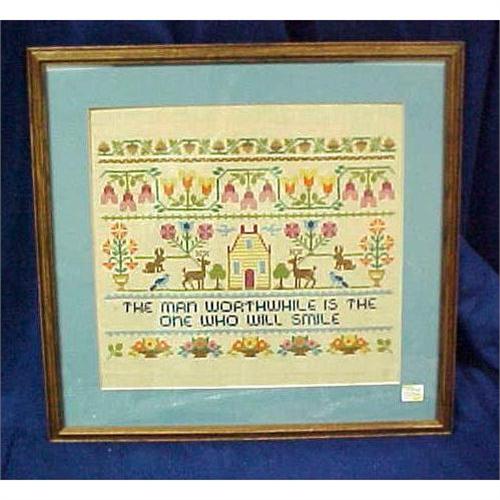 THE MAN WORTHWHILE IS THE
ONE WHO WILL SMILE